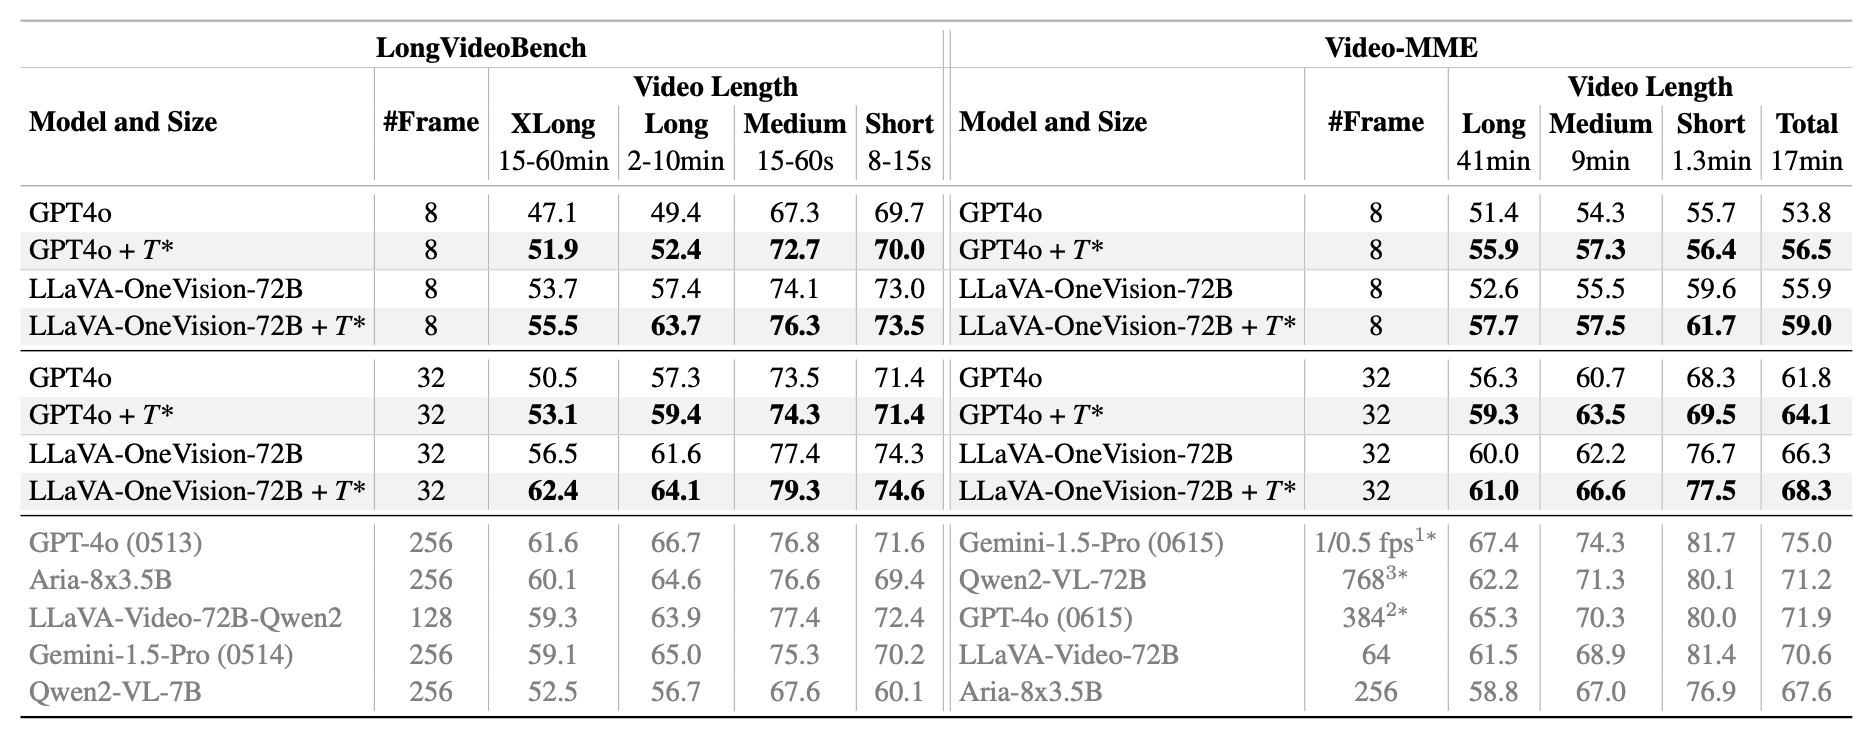 LongVideoBench Video-MME
Video Length Video Length
Model and Size #Frame XLong Long Medium Short Model and Size #Frame Long Medium Short Total
15-60min 2-10min 15-60s 8-15s 41min 9min 1.3min 17min
GPT4o 8 47.1 49.4 67.3 69.7 GPT4o 8 51.4 54.3 55.7 53.8
GPT4o + T* 8 51.9 52.4 72.7 70.0 GPT4o + T* 8 55.9 57.3 56.4 56.5
LLaVA-OneVision-72B 8 53.7 57.4 74.1 73.0 LLaVA-OneVision-72B 8 52.6 55.5 59.6 55.9
LLaVA-OneVision-72B + T* 8 55.5 63.7 76.3 73.5 LLaVA-OneVision-72B + T* 8 57.7 57.5 61.7 59.0
GPT4o 32 50.5 57.3 73.5 71.4 GPT4o 32 56.3 60.7 68.3 61.8
GPT4o + T* 32 53.1 59.4 74.3 71.4 GPT4o + T* 32 59.3 63.5 69.5 64.1
LLaVA-OneVision-72B 32 56.5 61.6 77.4 74.3 LLaVA-OneVision-72B 32 60.0 62.2 76.7 66.3
LLaVA-OneVision-72B + T* 32 62.4 64.1 79.3 74.6 LLaVA-OneVision-72B + T* 32 61.0 66.6 77.5 68.3
GPT-4o (0513) 256 61.6 66.7 76.8 71.6 Gemini-1.5-Pro (0615) 1/0.5 fps¹* 67.4 74.3 81.7 75.0
Aria-8x3.5B 256 60.1 64.6 76.6 69.4 Qwen2-VL-72B 768³* 62.2 71.3 80.1 71.2
LLaVA-Video-72B-Qwen2 128 59.3 63.9 77.4 72.4 GPT-4o (0615) 384²* 65.3 70.3 80.0 71.9
Gemini-1.5-Pro (0514) 256 59.1 65.0 75.3 70.2 LLaVA-Video-72B 64 61.5 68.9 81.4 70.6
Qwen2-VL-7B 256 52.5 56.7 67.6 60.1 Aria-8x3.5B 256 58.8 67.0 76.9 67.6